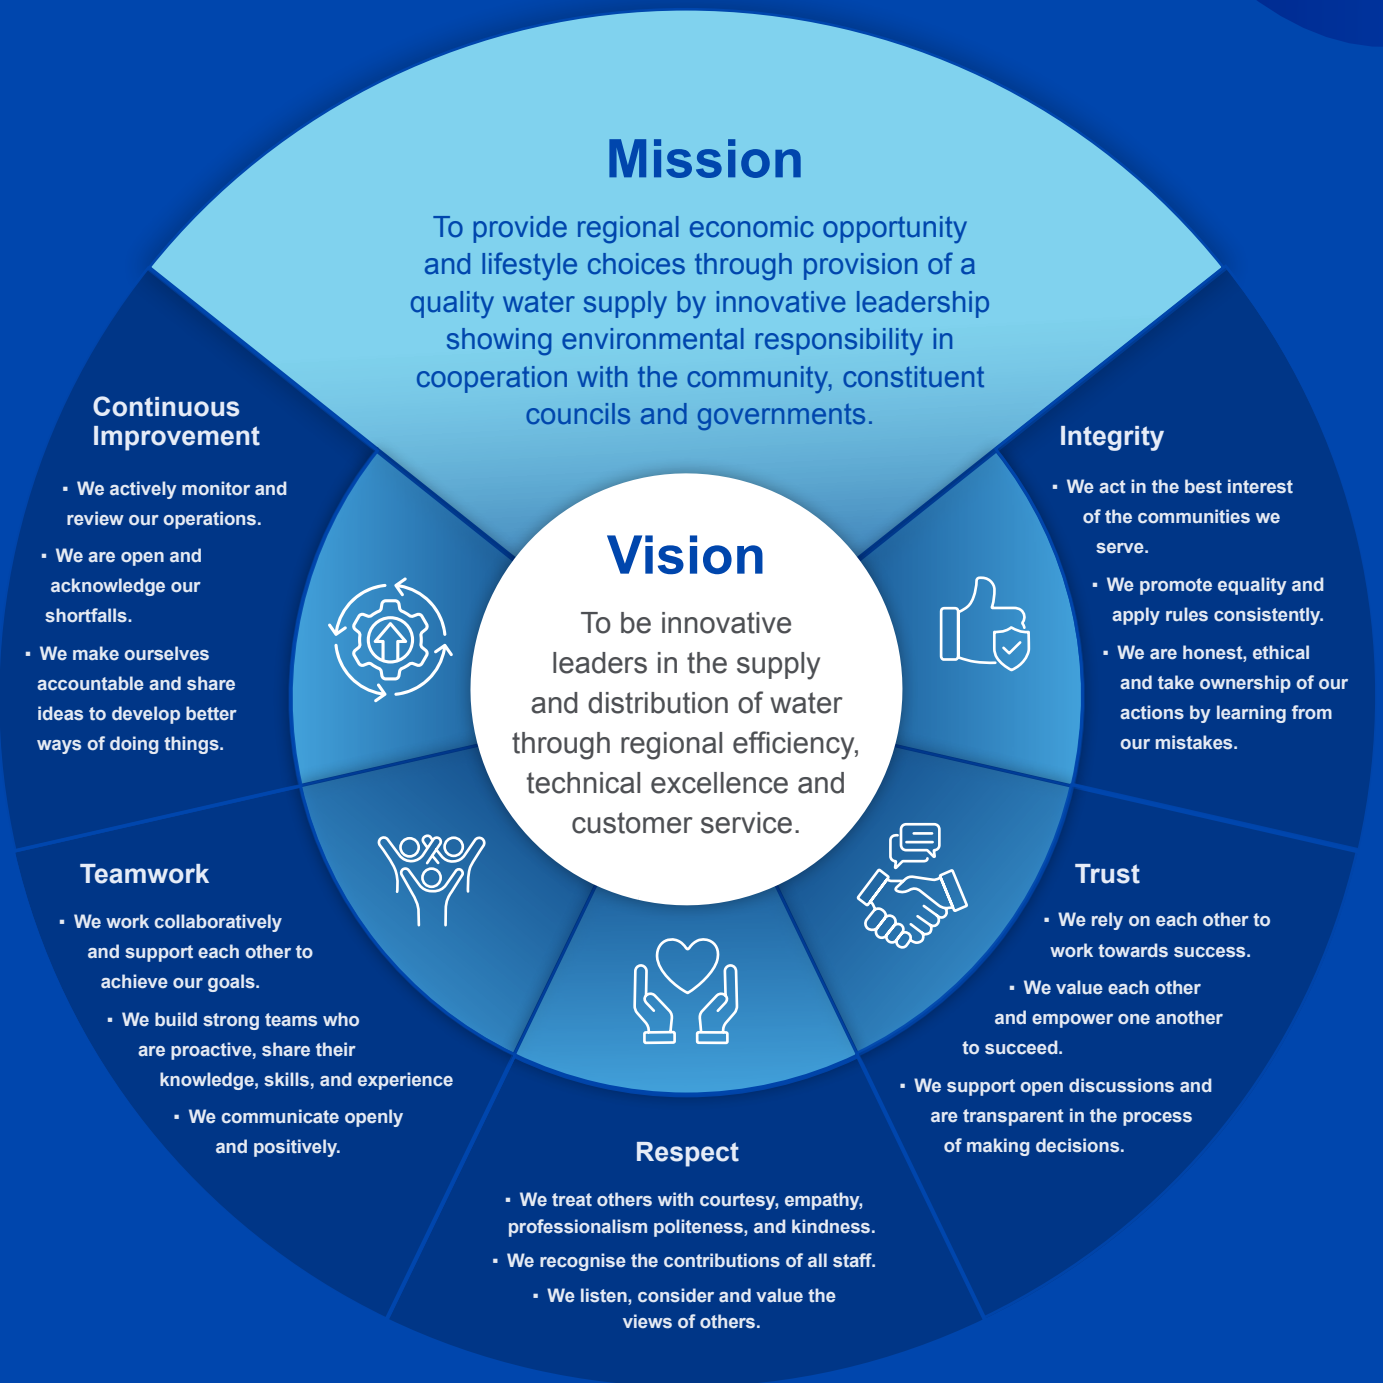 Mission
To provide regional economic opportunity
and lifestyle choices through provision of a
quality water supply by innovative leadership
showing environmental responsibility in
cooperation with the community, constituent
councils and governments.
Vision
To be innovative
leaders in the supply
and distribution of water
through regional efficiency,
technical excellence and
customer service.
Continuous
Improvement
▪ We actively monitor and
review our operations.
▪ We are open and
acknowledge our
shortfalls.
▪ We make ourselves
accountable and share
ideas to develop better
ways of doing things.
Integrity
▪ We act in the best interest
of the communities we
serve.
▪ We promote equality and
apply rules consistently.
▪ We are honest, ethical
and take ownership of our
actions by learning from
our mistakes.
Teamwork
▪ We work collaboratively
and support each other to
achieve our goals.
▪ We build strong teams who
are proactive, share their
knowledge, skills, and experience
▪ We communicate openly
and positively.
Trust
▪ We rely on each other to
work towards success.
▪ We value each other
and empower one another
to succeed.
▪ We support open discussions and
are transparent in the process
of making decisions.
Respect
▪ We treat others with courtesy, empathy,
professionalism politeness, and kindness.
▪ We recognise the contributions of all staff.
▪ We listen, consider and value the
views of others.